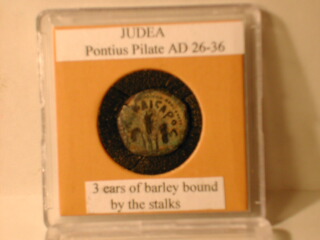 JUDEA
Pontius Pilate AD 26-36
3 ears of barley bound
by the stalks